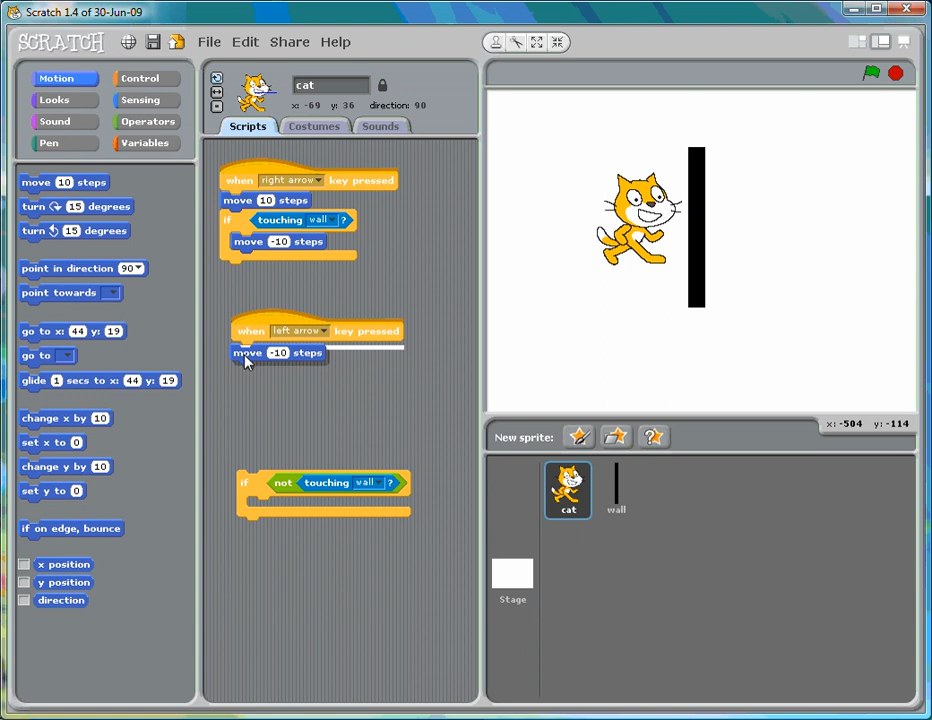 Scratch 1.4 of 30-Jun-09
SCRATCH File Edit Share Help
Motion Control
Looks Sensing
Sound Operators
Pen Variables
move 10 steps
turn 15 degrees
turn 15 degrees
point in direction 90
point towards
go to x: 44 y: 19
go to
glide 1 secs to x: 44 y: 19
change x by 10
set x to 0
change y by 10
set y to 0
if on edge, bounce
x position
y position
direction
cat
x: -69 y: 36 direction: 90
Scripts Costumes Sounds
when right arrow key pressed
move 10 steps
if touching wall ?
move -10 steps
when left arrow key pressed
move -10 steps
if not touching wall ?
x: -504 y: -114
New sprite:
cat
wall
Stage